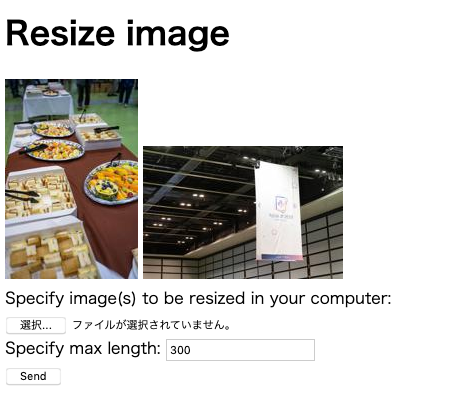 Resize image
Specify image(s) to be resized in your computer:
選択... ファイルが選択されていません。
Specify max length: 300
Send